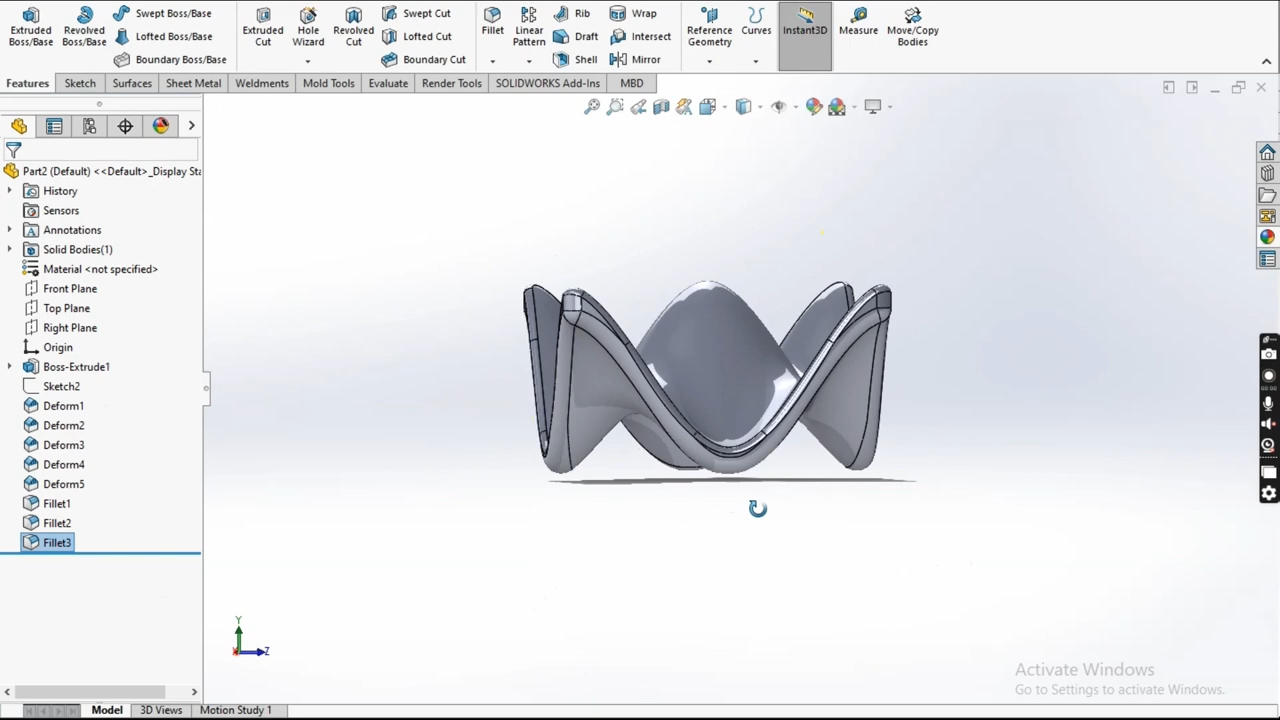 Extruded Boss/Base
Revolved Boss/Base
Swept Boss/Base
Lofted Boss/Base
Boundary Boss/Base
Extruded Cut
Hole Wizard
Revolved Cut
Swept Cut
Lofted Cut
Boundary Cut
Fillet
Linear Pattern
Rib
Draft
Shell
Wrap
Intersect
Mirror
Reference Geometry
Curves
Instant3D
Measure
Move/Copy Bodies
Features
Sketch
Surfaces
Sheet Metal
Weldments
Mold Tools
Evaluate
Render Tools
SOLIDWORKS Add-Ins
MBD
Part2 (Default) <<Default>_Display Sta
History
Sensors
Annotations
Solid Bodies(1)
Material <not specified>
Front Plane
Top Plane
Right Plane
Origin
Boss-Extrude1
Sketch2
Deform1
Deform2
Deform3
Deform4
Deform5
Fillet1
Fillet2
Fillet3
Y
Z
Activate Windows
Go to Settings to activate Windows.
Model
3D Views
Motion Study 1